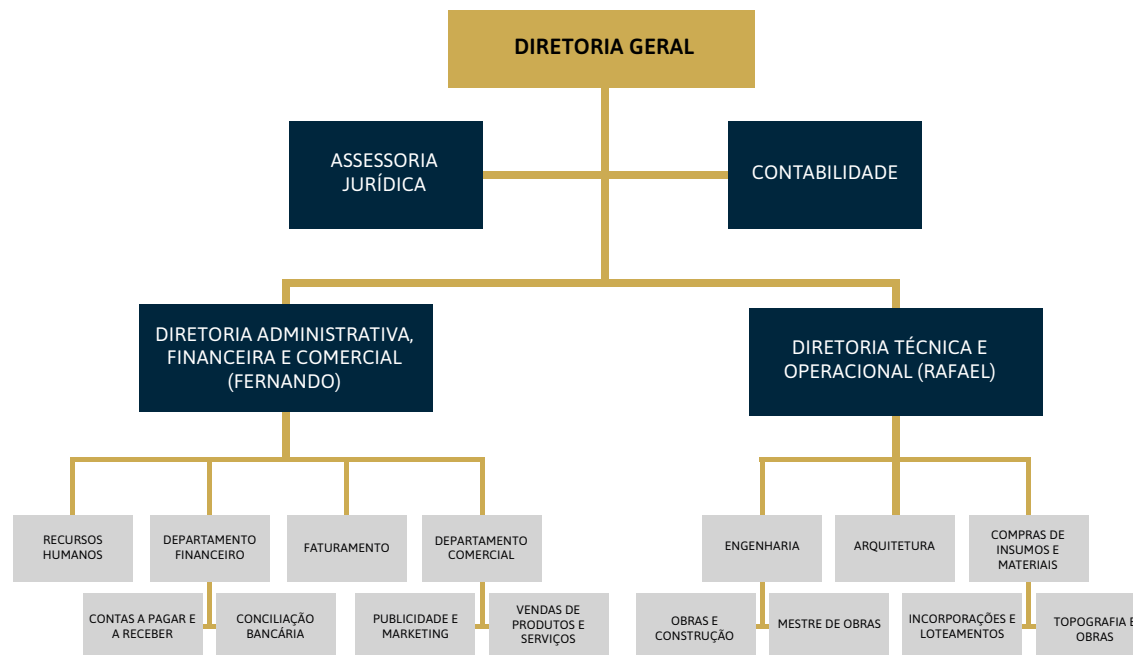 DIRETORIA GERAL
ASSESSORIA
JURÍDICA
CONTABILIDADE
DIRETORIA ADMINISTRATIVA,
FINANCEIRA E COMERCIAL
(FERNANDO)
DIRETORIA TÉCNICA E
OPERACIONAL (RAFAEL)
RECURSOS
HUMANOS
DEPARTAMENTO
FINANCEIRO
FATURAMENTO
DEPARTAMENTO
COMERCIAL
ENGENHARIA
ARQUITETURA
COMPRAS DE
INSUMOS E
MATERIAIS
CONTAS A PAGAR E
A RECEBER
CONCILIAÇÃO
BANCÁRIA
PUBLICIDADE E
MARKETING
VENDAS DE
PRODUTOS E
SERVIÇOS
OBRAS E
CONSTRUÇÃO
MESTRE DE OBRAS
INCORPORAÇÕES E
LOTEAMENTOS
TOPOGRAFIA E
OBRAS